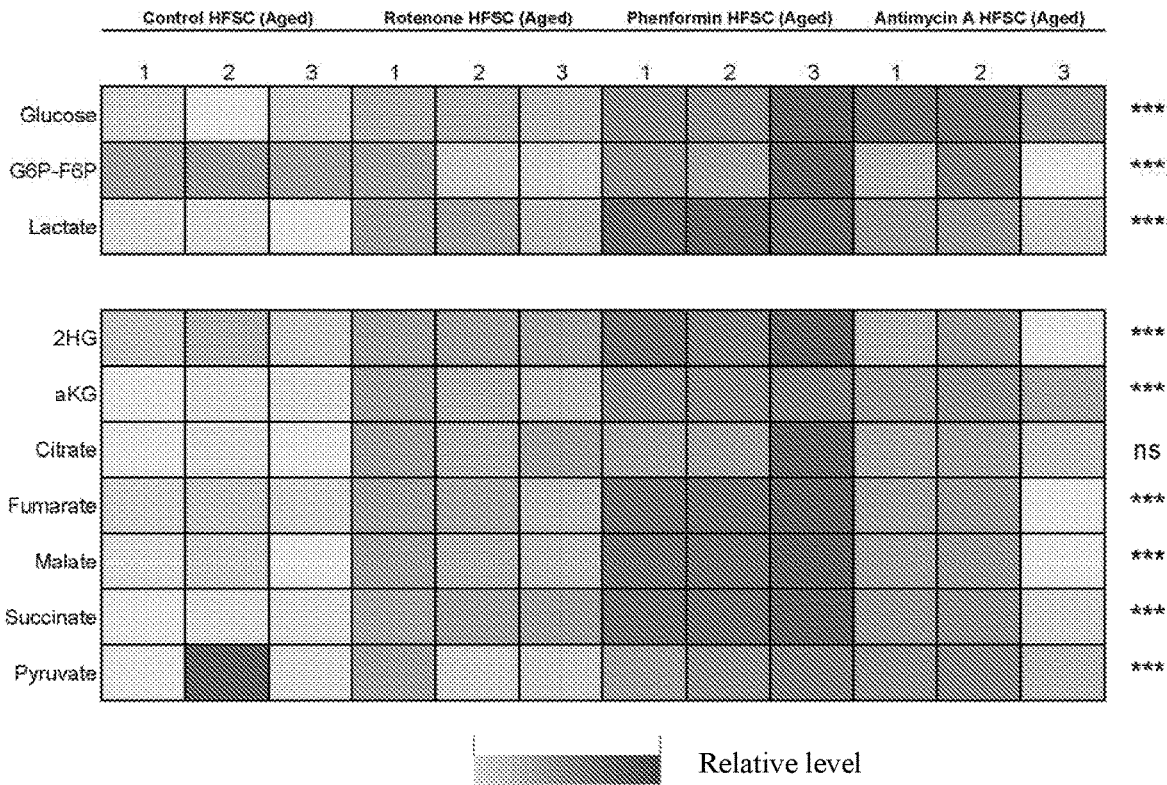 Control HFSC (Aged) Rotenone HFSC (Aged) Phenformin HFSC (Aged) Antimycin A HFSC (Aged)
1 2 3 1 2 3 1 2 3 1 2 3
Glucose ***
G6P-F6P ***
Lactate ***
2HG ***
aKG ***
Citrate ns
Fumarate ***
Malate ***
Succinate ***
Pyruvate ***
Relative level